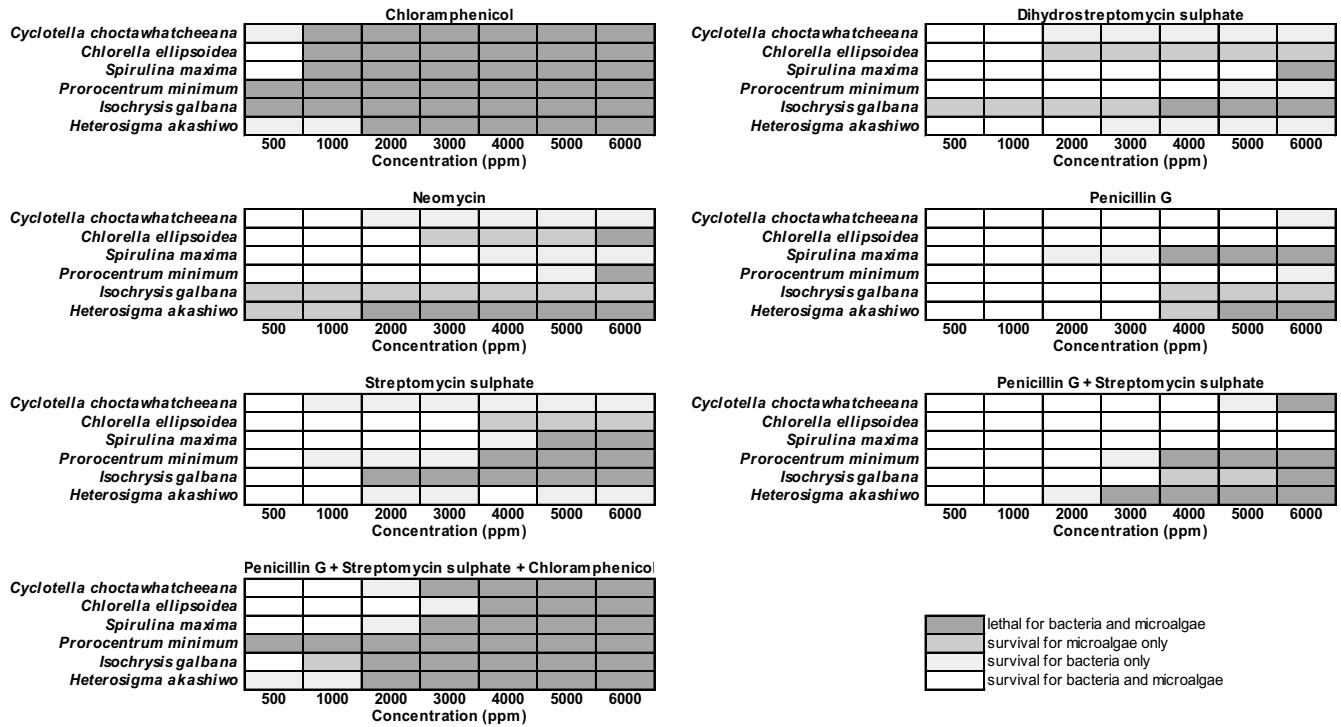 Chloramphenicol
Cyclotella choctawhatcheeana
Chlorella ellipsoidea
Spirulina maxima
Prorocentrum minimum
Isochrysis galbana
Heterosigma akashiwo
500 1000 2000 3000 4000 5000 6000
Concentration (ppm)
Dihydrostreptomycin sulphate
Cyclotella choctawhatcheeana
Chlorella ellipsoidea
Spirulina maxima
Prorocentrum minimum
Isochrysis galbana
Heterosigma akashiwo
500 1000 2000 3000 4000 5000 6000
Concentration (ppm)
Neomycin
Cyclotella choctawhatcheeana
Chlorella ellipsoidea
Spirulina maxima
Prorocentrum minimum
Isochrysis galbana
Heterosigma akashiwo
500 1000 2000 3000 4000 5000 6000
Concentration (ppm)
Penicillin G
Cyclotella choctawhatcheeana
Chlorella ellipsoidea
Spirulina maxima
Prorocentrum minimum
Isochrysis galbana
Heterosigma akashiwo
500 1000 2000 3000 4000 5000 6000
Concentration (ppm)
Streptomycin sulphate
Cyclotella choctawhatcheeana
Chlorella ellipsoidea
Spirulina maxima
Prorocentrum minimum
Isochrysis galbana
Heterosigma akashiwo
500 1000 2000 3000 4000 5000 6000
Concentration (ppm)
Penicillin G + Streptomycin sulphate
Cyclotella choctawhatcheeana
Chlorella ellipsoidea
Spirulina maxima
Prorocentrum minimum
Isochrysis galbana
Heterosigma akashiwo
500 1000 2000 3000 4000 5000 6000
Concentration (ppm)
Penicillin G + Streptomycin sulphate + Chloramphenicol
Cyclotella choctawhatcheeana
Chlorella ellipsoidea
Spirulina maxima
Prorocentrum minimum
Isochrysis galbana
Heterosigma akashiwo
500 1000 2000 3000 4000 5000 6000
Concentration (ppm)
lethal for bacteria and microalgae
survival for microalgae only
survival for bacteria only
survival for bacteria and microalgae